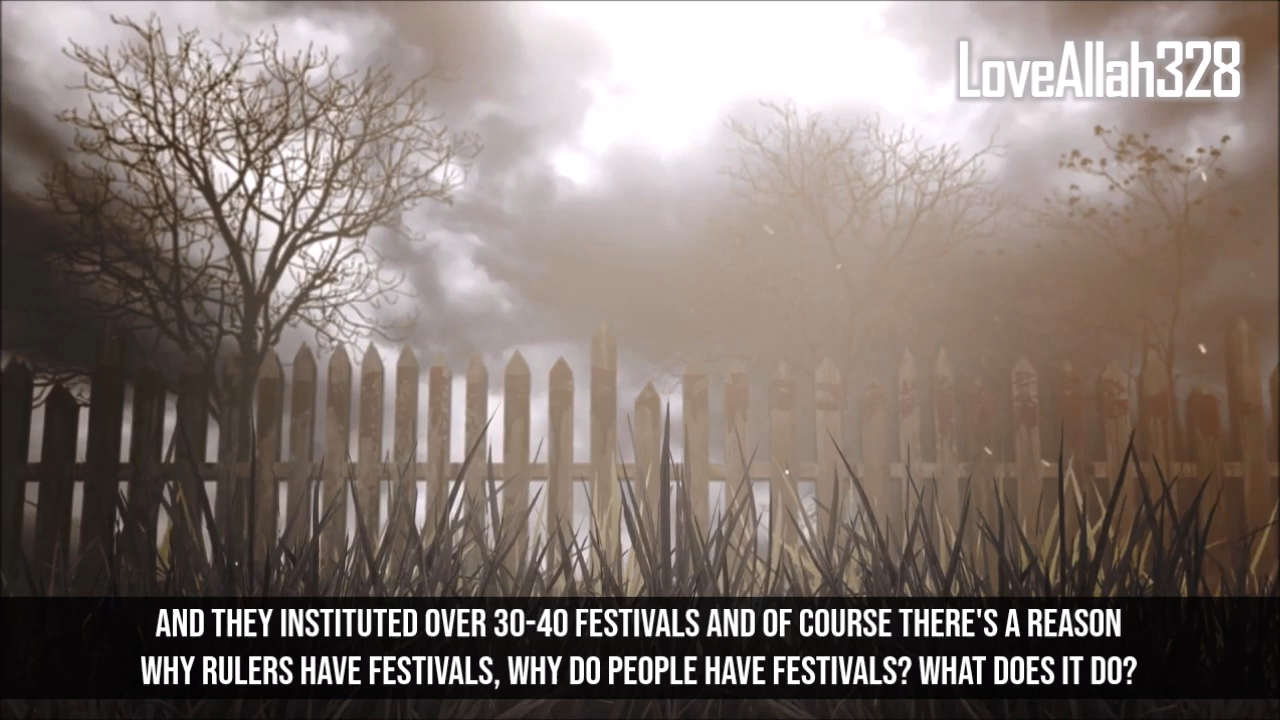 LoveAllah328
AND THEY INSTITUTED OVER 30-40 FESTIVALS AND OF COURSE THERE'S A REASON
WHY RULERS HAVE FESTIVALS, WHY DO PEOPLE HAVE FESTIVALS? WHAT DOES IT DO?